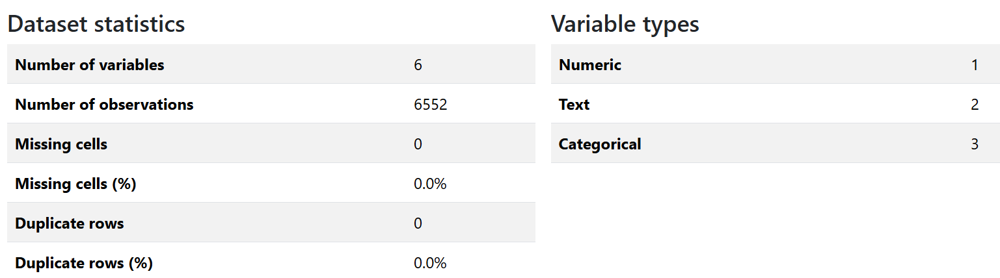 Dataset statistics
Number of variables 6
Number of observations 6552
Missing cells 0
Missing cells (%) 0.0%
Duplicate rows 0
Duplicate rows (%) 0.0%
Variable types
Numeric 1
Text 2
Categorical 3